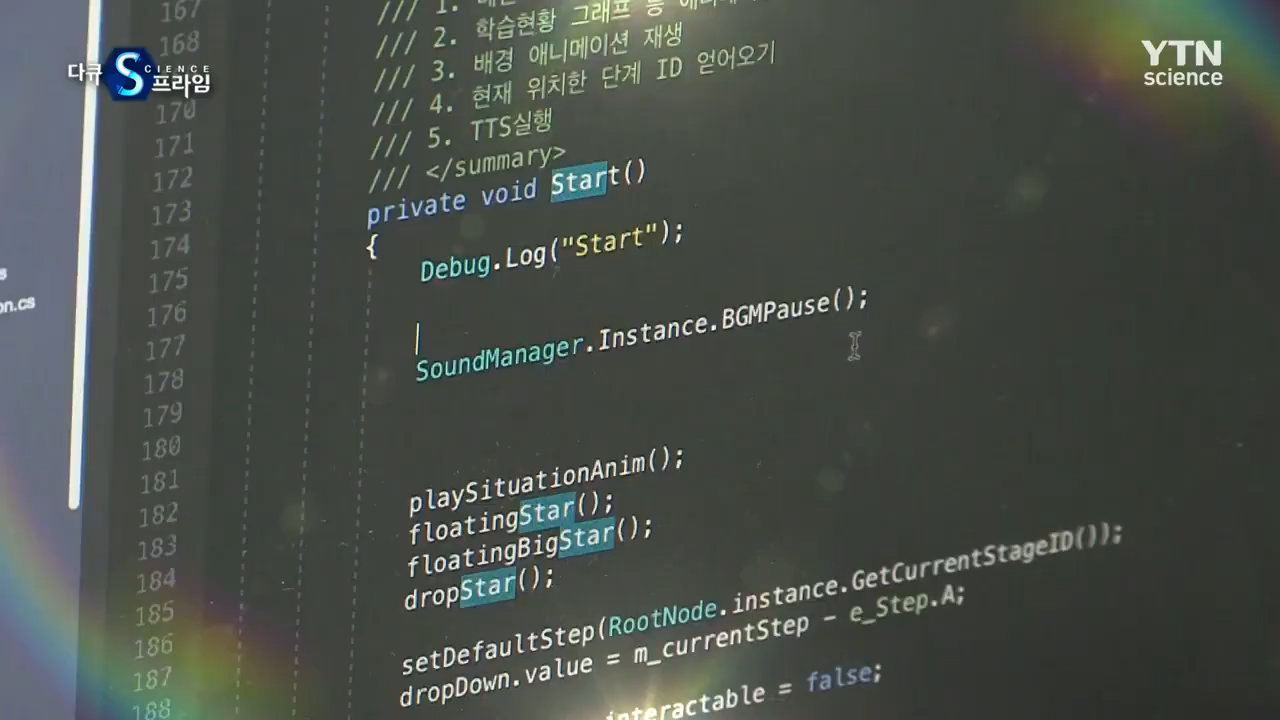 다큐 S SCIENCE 프라임
YTN
science
167
168
170
171
172
173
174
175
176
177
178
179
180
181
182
183
184
185
186
187
188
/// 1.
/// 2. 학습현황 그래프 등
/// 3. 배경 애니메이션 재생
/// 4. 현재 위치한 단계 ID 얻어오기
/// 5. TTS실행
/// </summary>
private void Start()
{
Debug.Log("Start");
SoundManager.Instance.BGMPause();
playSituationAnim();
floatingStar();
floatingBigStar();
dropStar();
setDefaultStep(RootNode.instance.GetCurrentStageID());
dropDown.value = m_currentStep - e_Step.A;
interactable = false;
on.cs